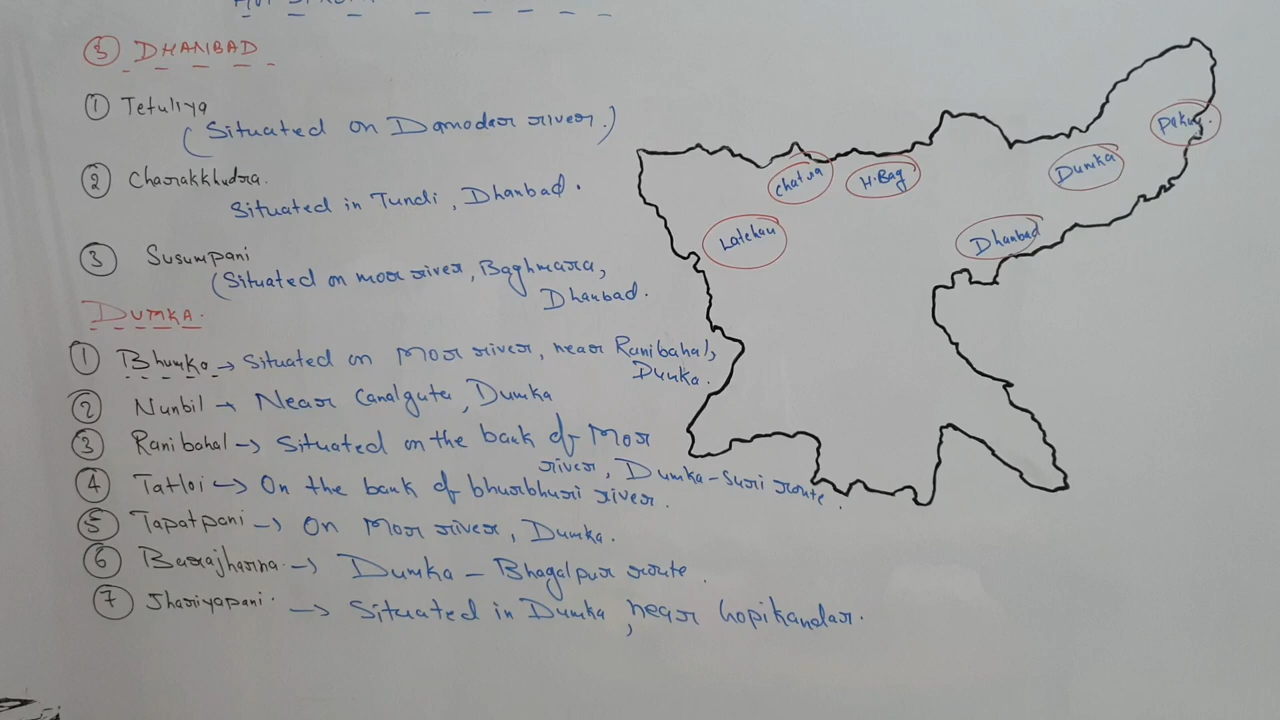 ③ DHANBAD
① Tetuliya
(Situated on Damodar river.)
② Charakkhudra.
Situated in Tundi, Dhanbad.
③ Susumpani
(Situated on mor river, Baghmara,
Dhanbad.
DUMKA.
① Bhumka → Situated on Mor river, near Ranibahal,
Dumka.
② Nunbil → Near Canalgute, Dumka
③ Ranibahal → Situated on the bank of Mor
river, Dumka-Suri route.
④ Tatloi → On the bank of bhurbhuri river.
⑤ Tapatpani → On Mor river, Dumka.
⑥ Barajharna → Dumka - Bhagalpur route.
⑦ Jhariyapani. → Situated in Dumka, near Gopikandar.
Pakur.
Dumka
Chatra
H.Bag
Latehar
Dhanbad